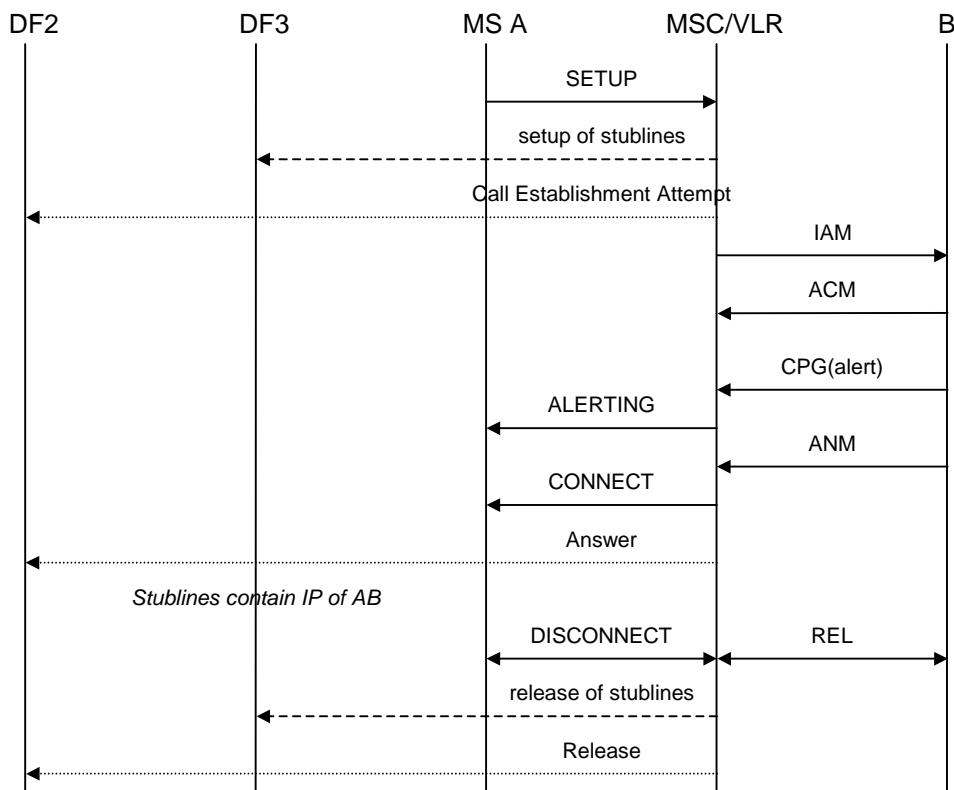 DF2 DF3 MS A MSC/VLR B
SETUP
setup of stublines
Call Establishment Attempt
IAM
ACM
CPG(alert)
ALERTING
ANM
CONNECT
Answer
Stublines contain IP of AB
DISCONNECT REL
release of stublines
Release